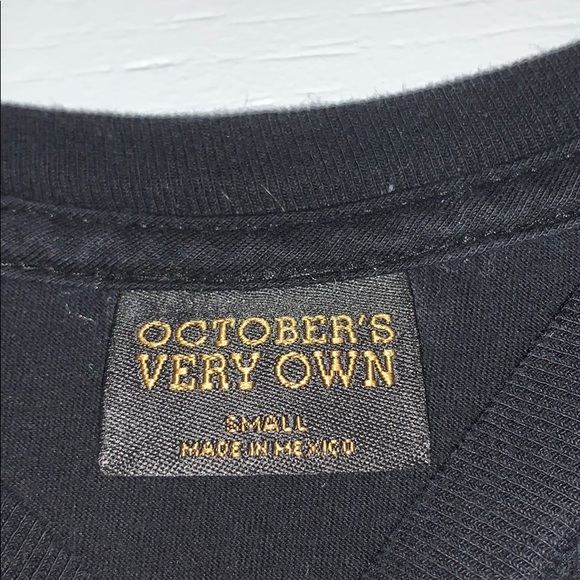 OCTOBER'S
VERY OWN
SMALL
MADE IN MEXICO